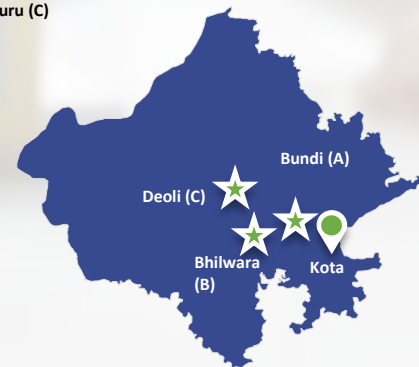 uru (C)
Bundi (A)
Deoli (C)
Bhilwara
(B)
Kota